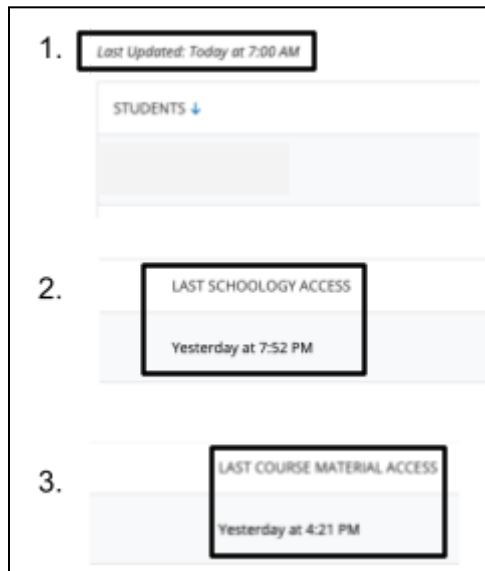 1. Last Updated: Today at 7:00 AM
STUDENTS ↓
2. LAST SCHOOLOGY ACCESS
Yesterday at 7:52 PM
3. LAST COURSE MATERIAL ACCESS
Yesterday at 4:21 PM